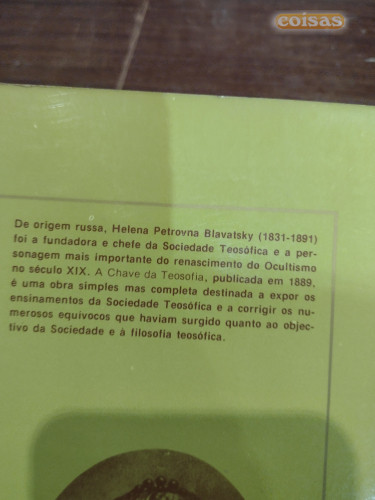 coisas
De origem russa, Helena Petrovna Blavatsky (1831-1891)
foi a fundadora e chefe da Sociedade Teosófica e a per-
sonagem mais importante do renascimento do Ocultismo
no século XIX. A Chave da Teosofia, publicada em 1889,
é uma obra simples mas completa destinada a expor os
ensinamentos da Sociedade Teosófica e a corrigir os nu-
merosos equívocos que haviam surgido quanto ao objec-
tivo da Sociedade e à filosofia teosófica.